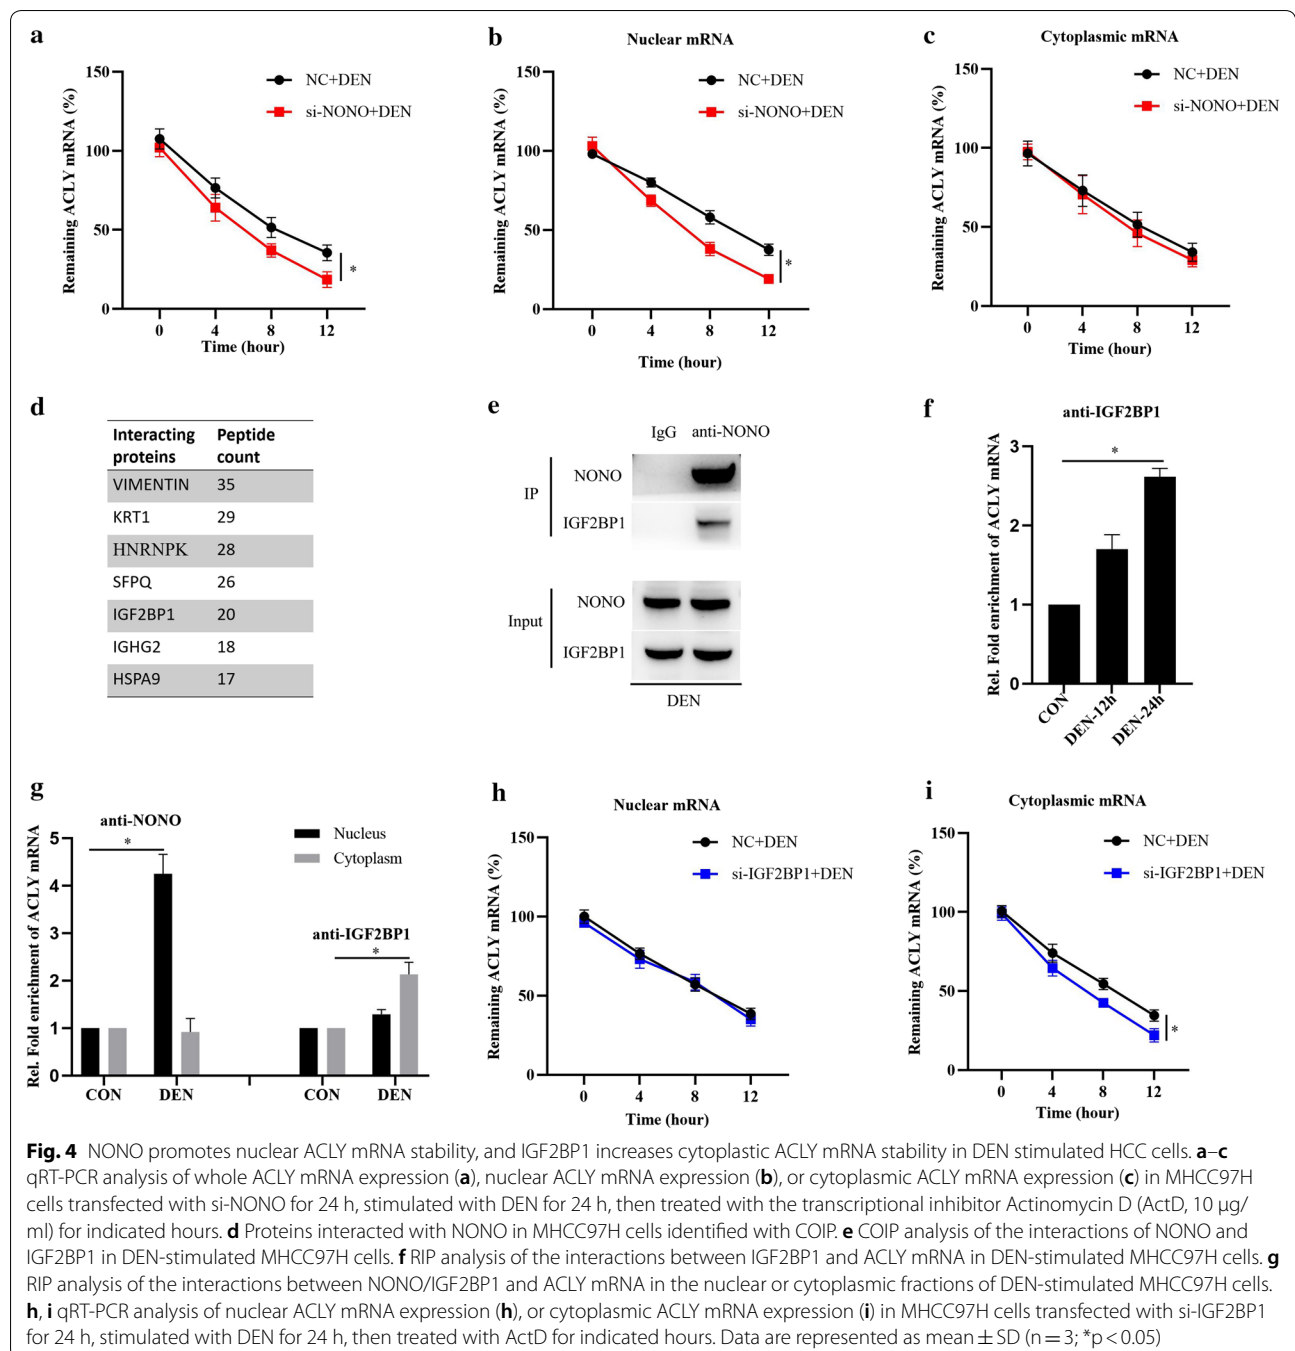 a
150
100
50
0
Remaining ACLY mRNA (%)
NC+DEN
si-NONO+DEN
*
0 4 8 12
Time (hour)
b
Nuclear mRNA
150
100
50
0
Remaining ACLY mRNA (%)
NC+DEN
si-NONO+DEN
*
0 4 8 12
Time (hour)
c
Cytoplasmic mRNA
150
100
50
0
Remaining ACLY mRNA (%)
NC+DEN
si-NONO+DEN
0 4 8 12
Time (hour)
d
Interacting proteins Peptide count
VIMENTIN 35
KRT1 29
HNRNPK 28
SFPQ 26
IGF2BP1 20
IGHG2 18
HSPA9 17
e
IgG anti-NONO
IP
NONO
IGF2BP1
Input
NONO
IGF2BP1
DEN
f
anti-IGF2BP1
3
2
1
0
Rel. Fold enrichment of ACLY mRNA
*
CON DEN-12h DEN-24h
g
anti-NONO
5
4
3
2
1
0
Rel. Fold enrichment of ACLY mRNA
*
Nucleus
Cytoplasm
anti-IGF2BP1
*
CON DEN CON DEN
h
Nuclear mRNA
150
100
50
0
Remaining ACLY mRNA (%)
NC+DEN
si-IGF2BP1+DEN
0 4 8 12
Time (hour)
i
Cytoplasmic mRNA
150
100
50
0
Remaining ACLY mRNA (%)
NC+DEN
si-IGF2BP1+DEN
*
0 4 8 12
Time (hour)
Fig. 4 NONO promotes nuclear ACLY mRNA stability, and IGF2BP1 increases cytoplastic ACLY mRNA stability in DEN stimulated HCC cells. a–c
qRT-PCR analysis of whole ACLY mRNA expression (a), nuclear ACLY mRNA expression (b), or cytoplasmic ACLY mRNA expression (c) in MHCC97H
cells transfected with si-NONO for 24 h, stimulated with DEN for 24 h, then treated with the transcriptional inhibitor Actinomycin D (ActD, 10 μg/
ml) for indicated hours. d Proteins interacted with NONO in MHCC97H cells identified with COIP. e COIP analysis of the interactions of NONO and
IGF2BP1 in DEN-stimulated MHCC97H cells. f RIP analysis of the interactions between IGF2BP1 and ACLY mRNA in DEN-stimulated MHCC97H cells. g
RIP analysis of the interactions between NONO/IGF2BP1 and ACLY mRNA in the nuclear or cytoplasmic fractions of DEN-stimulated MHCC97H cells.
h, i qRT-PCR analysis of nuclear ACLY mRNA expression (h), or cytoplasmic ACLY mRNA expression (i) in MHCC97H cells transfected with si-IGF2BP1
for 24 h, stimulated with DEN for 24 h, then treated with ActD for indicated hours. Data are represented as mean ± SD (n = 3; *p < 0.05)